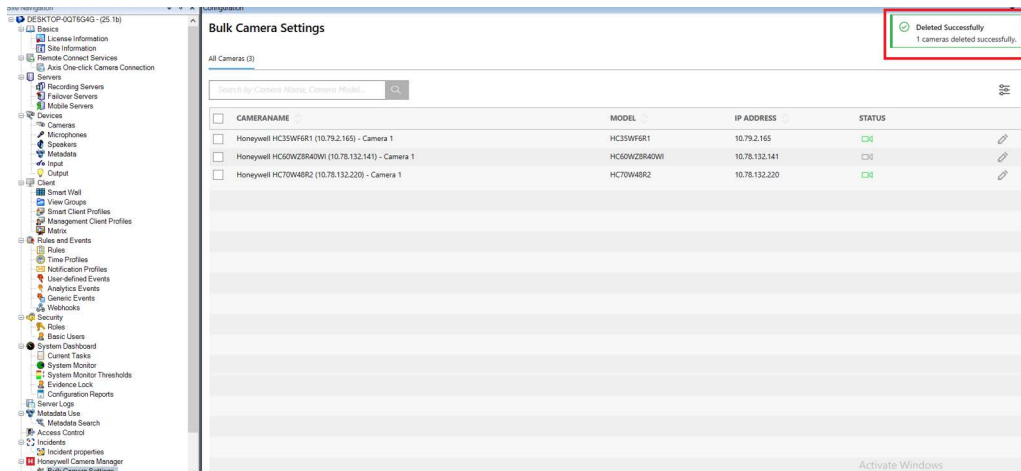 Site Navigation
DESKTOP-0QT6G4G - (25.1b)
Basics
License Information
Site Information
Remote Connect Services
Axis One-click Camera Connection
Servers
Recording Servers
Failover Servers
Mobile Servers
Devices
Cameras
Microphones
Speakers
Metadata
Input
Output
Client
Smart Wall
View Groups
Smart Client Profiles
Management Client Profiles
Matrix
Rules and Events
Rules
Time Profiles
Notification Profiles
User-defined Events
Analytics Events
Generic Events
Webhooks
Security
Roles
Basic Users
System Dashboard
Current Tasks
System Monitor
System Monitor Thresholds
Evidence Lock
Configuration Reports
Server Logs
Metadata Use
Metadata Search
Access Control
Incidents
Incident properties
Honeywell Camera Manager
Bulk Camera Settings
Configuration
Bulk Camera Settings
Deleted Successfully
1 cameras deleted successfully.
All Cameras (3)
Search by Camera Name, Camera Model...
CAMERANAME MODEL IP ADDRESS STATUS
Honeywell HC35WF6R1 (10.79.2.165) - Camera 1 HC35WF6R1 10.79.2.165
Honeywell HC60WZ8R40WI (10.78.132.141) - Camera 1 HC60WZ8R40WI 10.78.132.141
Honeywell HC70W48R2 (10.78.132.220) - Camera 1 HC70W48R2 10.78.132.220
Activate Windows